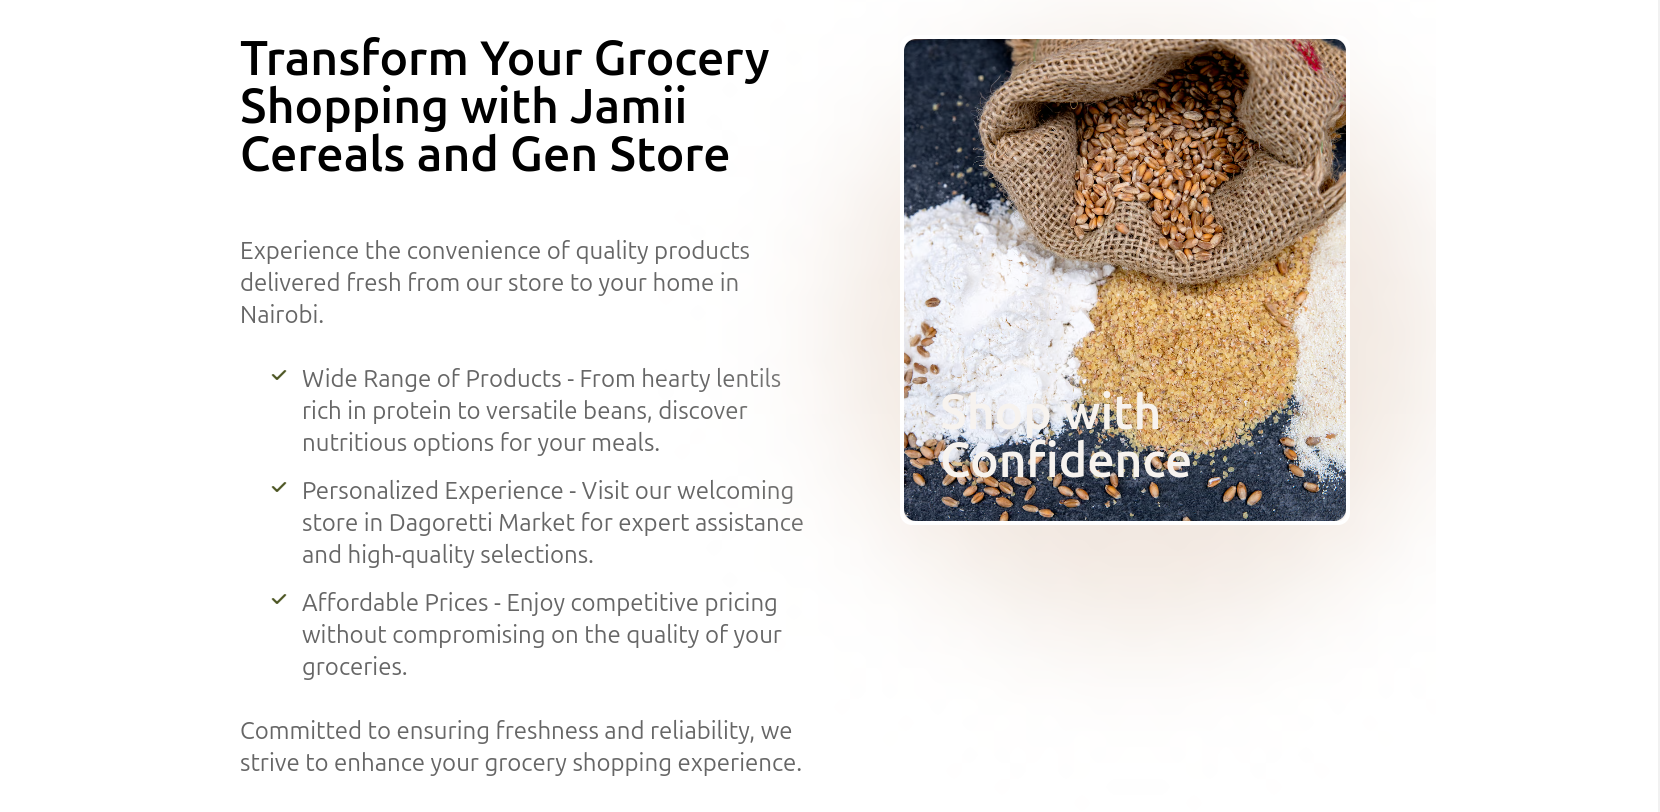 Transform Your Grocery
Shopping with Jamii
Cereals and Gen Store
Experience the convenience of quality products
delivered fresh from our store to your home in
Nairobi.
Wide Range of Products - From hearty lentils
rich in protein to versatile beans, discover
nutritious options for your meals.
Personalized Experience - Visit our welcoming
store in Dagoretti Market for expert assistance
and high-quality selections.
Affordable Prices - Enjoy competitive pricing
without compromising on the quality of your
groceries.
Committed to ensuring freshness and reliability, we
strive to enhance your grocery shopping experience.
Shop with
Confidence